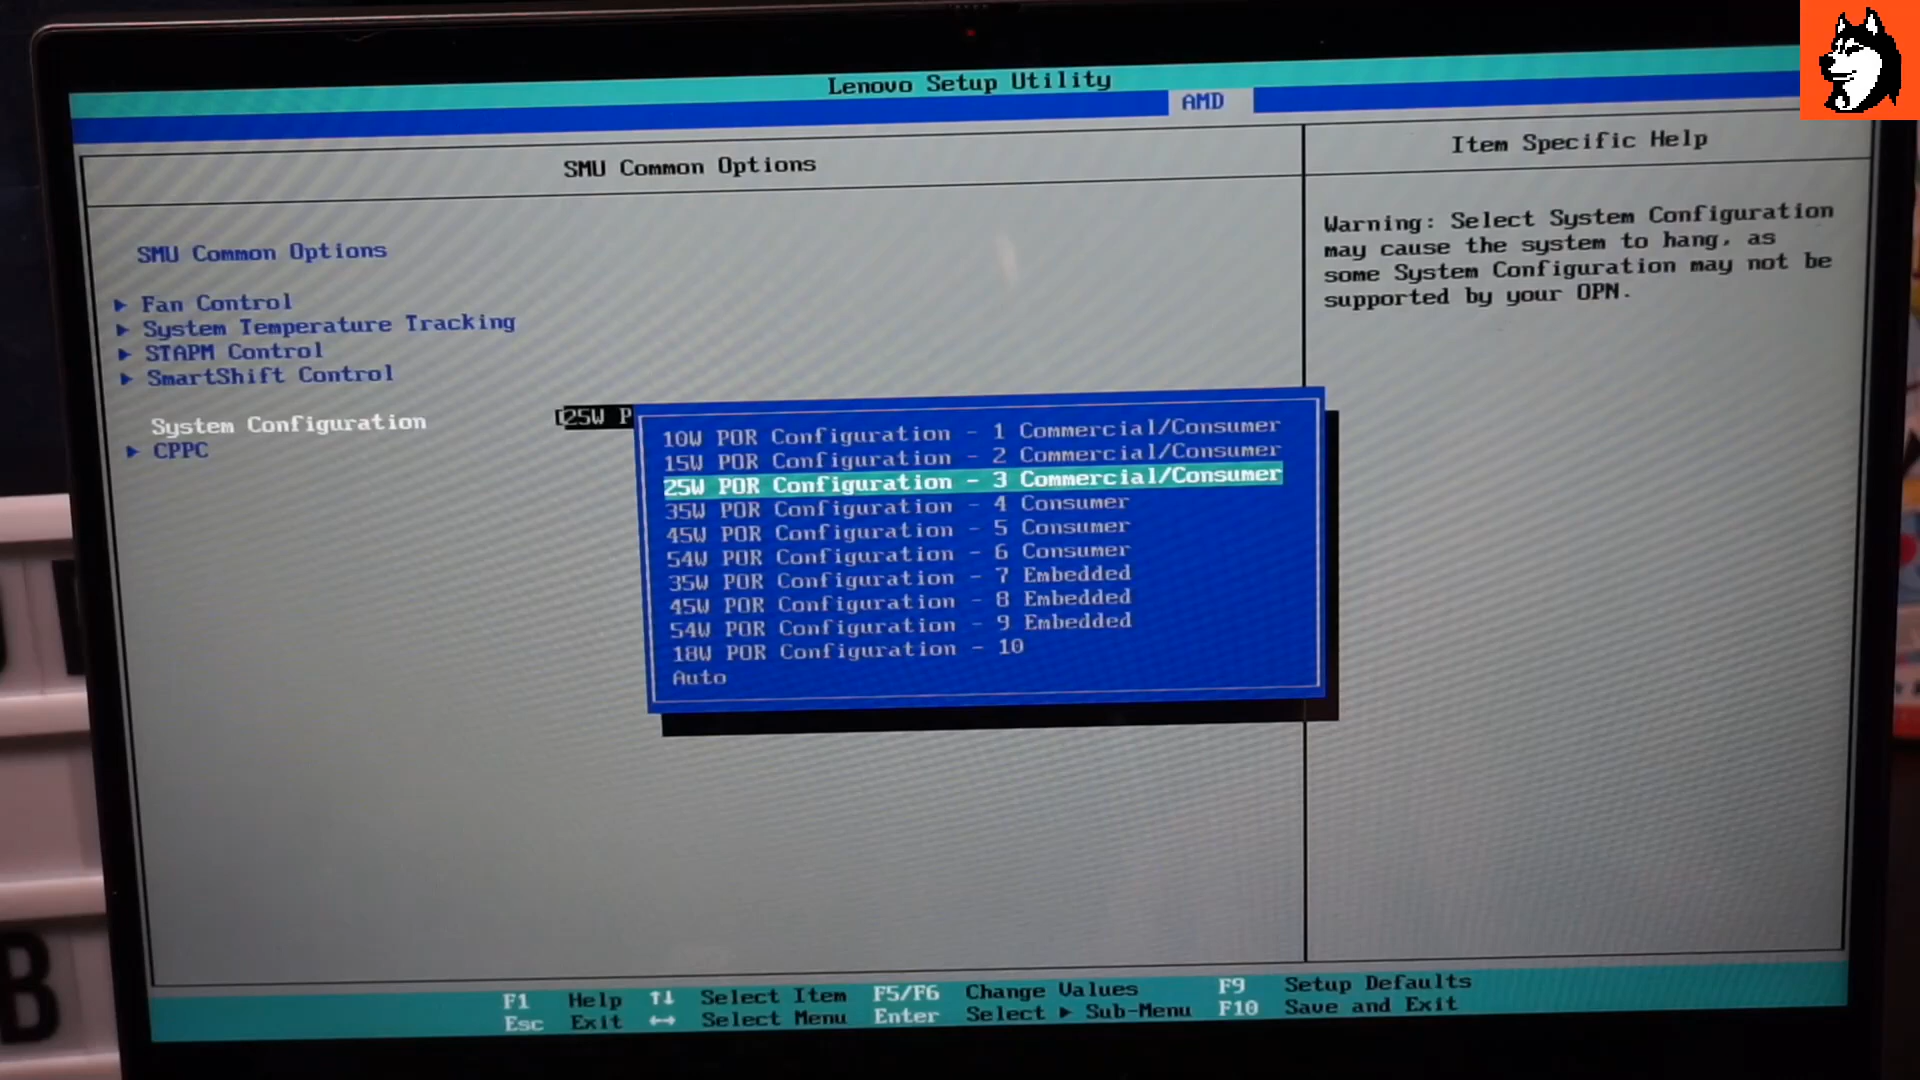 Lenovo Setup Utility
AMD
SMU Common Options
Item Specific Help
SMU Common Options
Fan Control
System Temperature Tracking
STAPM Control
SmartShift Control
System Configuration
[25W P
CPPC
10W POR Configuration - 1 Commercial/Consumer
15W POR Configuration - 2 Commercial/Consumer
25W POR Configuration - 3 Commercial/Consumer
35W POR Configuration - 4 Consumer
45W POR Configuration - 5 Consumer
54W POR Configuration - 6 Consumer
35W POR Configuration - 7 Embedded
45W POR Configuration - 8 Embedded
54W POR Configuration - 9 Embedded
18W POR Configuration - 10
Auto
Warning: Select System Configuration
may cause the system to hang, as
some System Configuration may not be
supported by your OPN.
F1 Help ↑↓ Select Item F5/F6 Change Values F9 Setup Defaults
Esc Exit ↔ Select Menu Enter Select ▶ Sub-Menu F10 Save and Exit
B